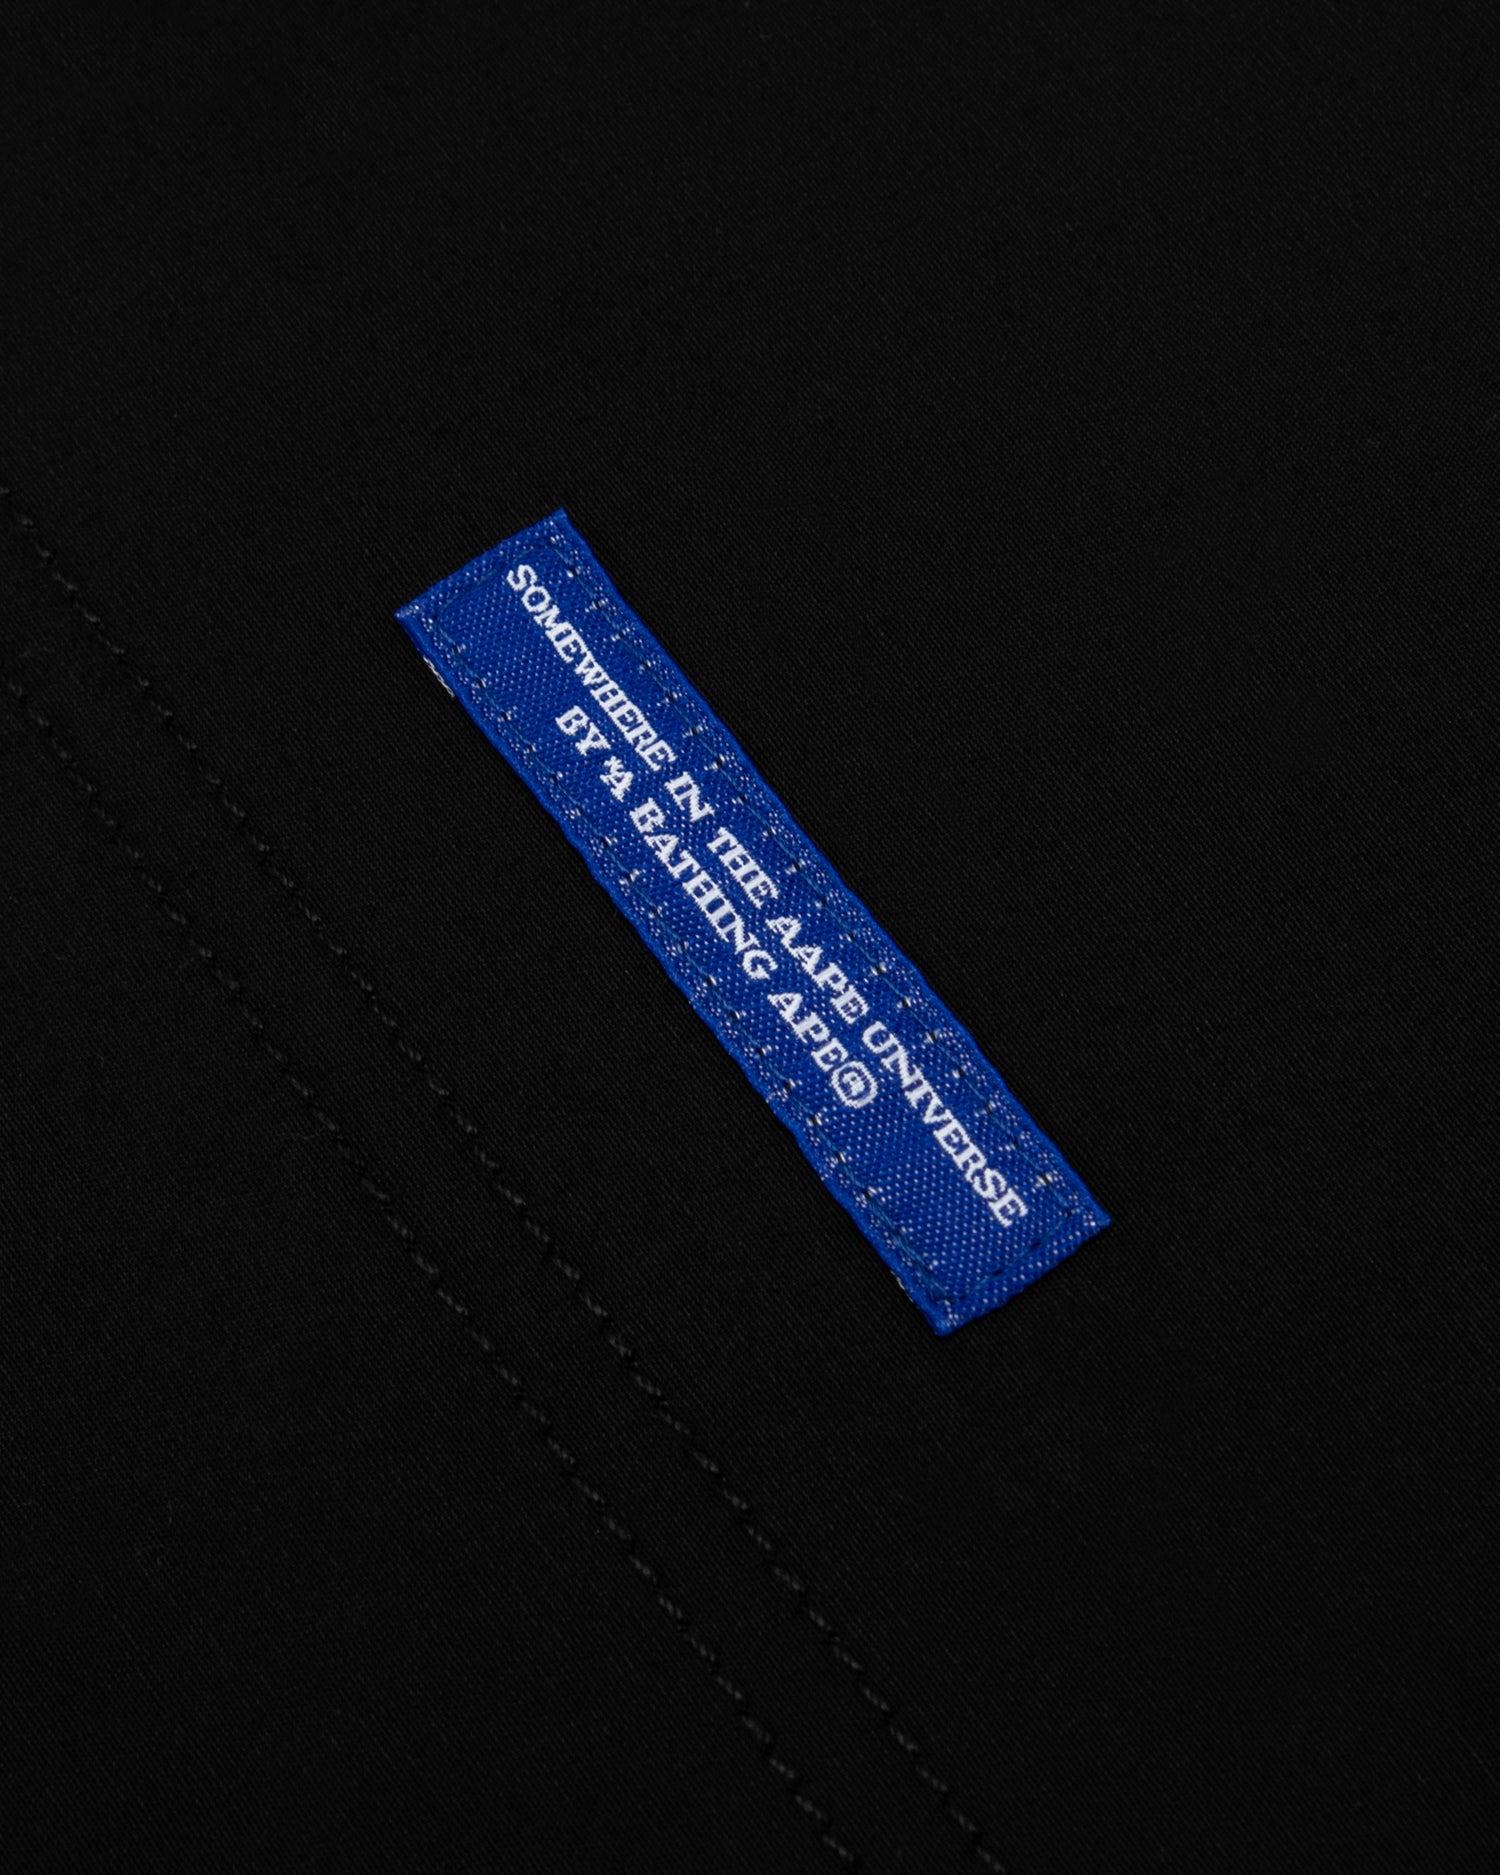 SOMEWHERE IN THE AAPE UNIVERSE
BY *A BATHING APE®